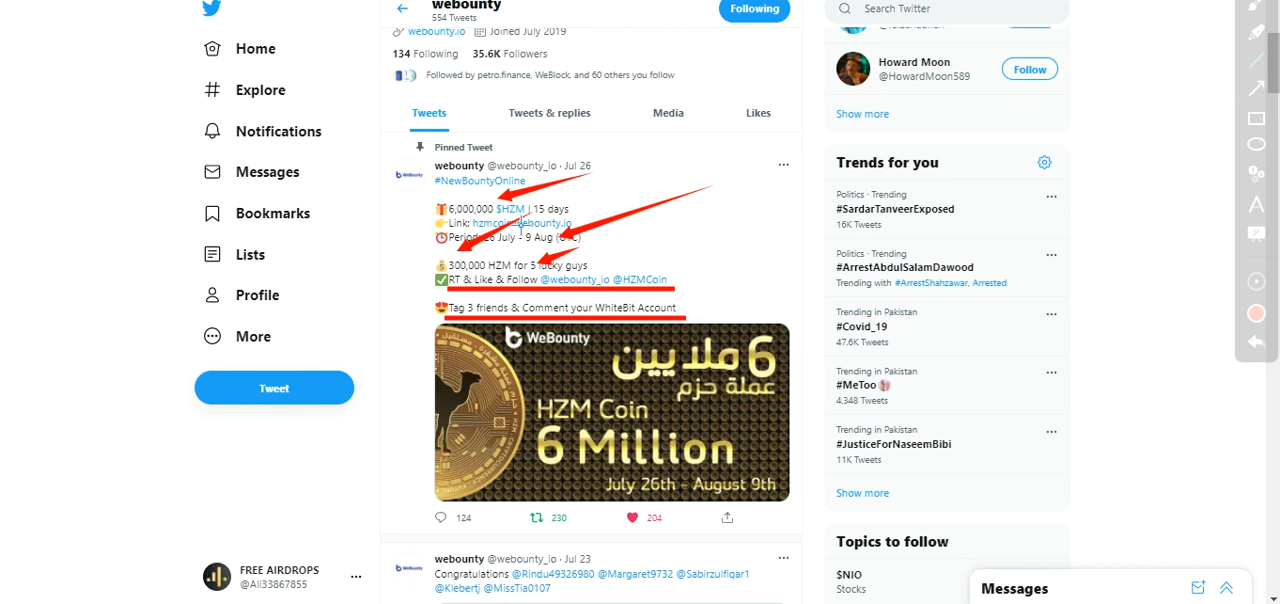 webounty
554 Tweets
Following
Search Twitter
webounty.io Joined July 2019
134 Following 35.6K Followers
Followed by petro.finance, WeBlock, and 60 others you follow
Tweets
Tweets & replies
Media
Likes
Home
Explore
Notifications
Messages
Bookmarks
Lists
Profile
More
Tweet
FREE AIRDROPS
@Ali33867855
Pinned Tweet
webounty @webounty_io · Jul 26
#NewBountyOnline
6,000,000 $HZM | 15 days
Link: hzmcoin.webounty.io
Period: 26 July - 9 Aug (UTC)
300,000 HZM for 5 lucky guys
RT & Like & Follow @webounty_io @HZMCoin
Tag 3 friends & Comment your WhiteBit Account
WeBounty
6 ملايين
عملة حزم
HZM Coin
6 Million
July 26th - August 9th
124
230
204
webounty @webounty_io · Jul 23
Congratulations @Rindu49326980 @Margaret9732 @Sabirzulfiqar1
@Klebertj @MissTia0107
Howard Moon
@HowardMoon589
Follow
Show more
Trends for you
Politics · Trending
#SardarTanveerExposed
16K Tweets
Politics · Trending
#ArrestAbdulSalamDawood
Trending with #ArrestShahzawar, Arrested
Trending in Pakistan
#Covid_19
47.6K Tweets
Trending in Pakistan
#MeToo
4,348 Tweets
Trending in Pakistan
#JusticeForNaseemBibi
11K Tweets
Show more
Topics to follow
$NIO
Stocks
Messages